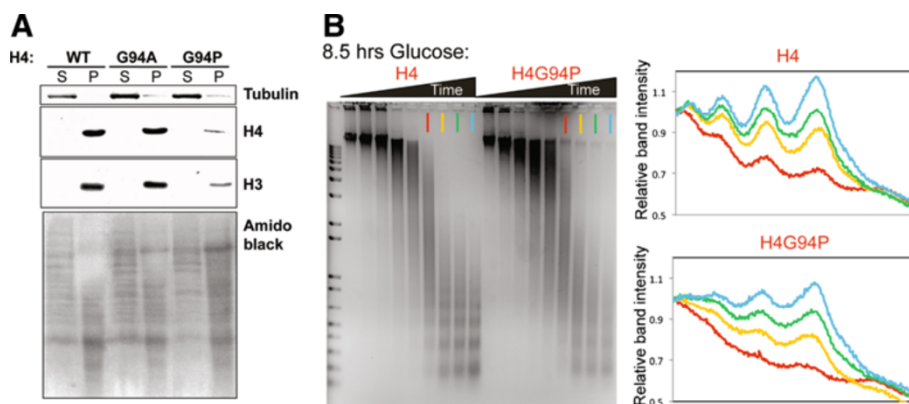 A
H4: WT G94A G94P
S P S P S P
Tubulin
H4
H3
Amido
black
B
8.5 hrs Glucose:
H4 H4G94P
Time Time
H4
Relative band intensity
1.1
0.9
0.7
0.5
H4G94P
Relative band intensity
1.1
0.9
0.7
0.5